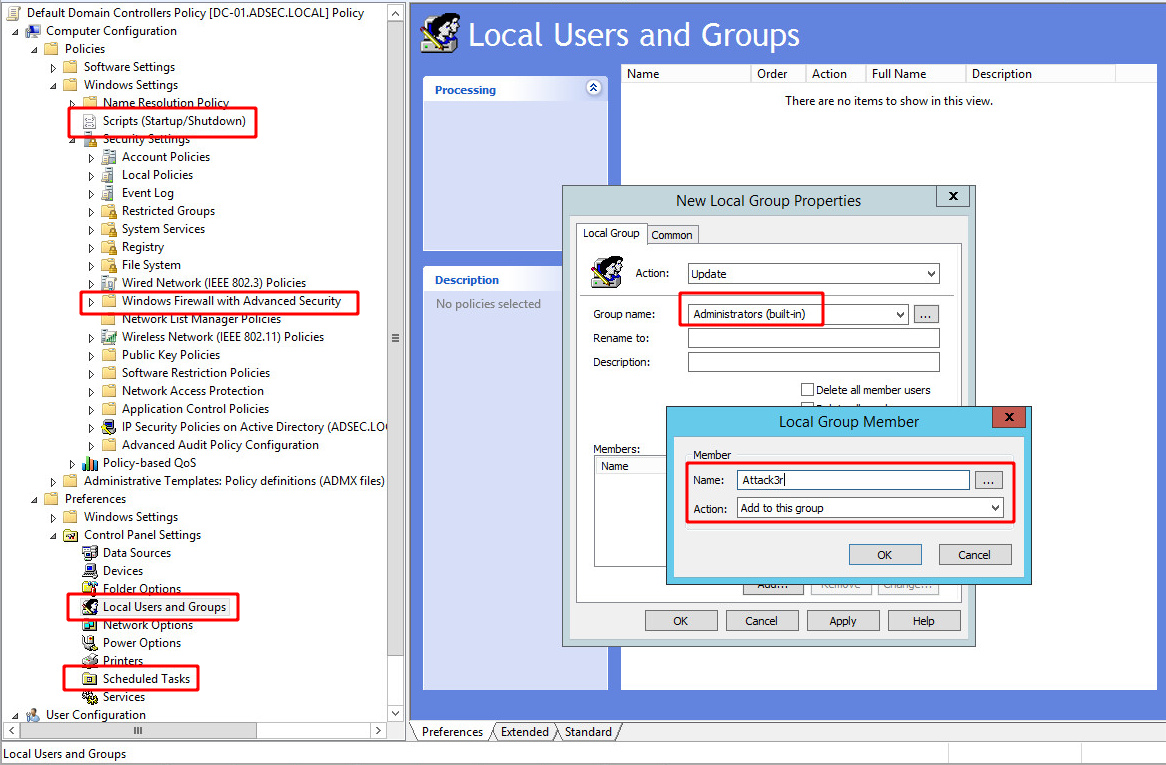 Default Domain Controllers Policy [DC-01.ADSEC.LOCAL] Policy
Computer Configuration
Policies
Software Settings
Windows Settings
Name Resolution Policy
Scripts (Startup/Shutdown)
Security Settings
Account Policies
Local Policies
Event Log
Restricted Groups
System Services
Registry
File System
Wired Network (IEEE 802.3) Policies
Windows Firewall with Advanced Security
Network List Manager Policies
Wireless Network (IEEE 802.11) Policies
Public Key Policies
Software Restriction Policies
Network Access Protection
Application Control Policies
IP Security Policies on Active Directory (ADSEC.LO
Advanced Audit Policy Configuration
Policy-based QoS
Administrative Templates: Policy definitions (ADMX files)
Preferences
Windows Settings
Control Panel Settings
Data Sources
Devices
Folder Options
Local Users and Groups
Network Options
Power Options
Printers
Scheduled Tasks
Services
User Configuration
Local Users and Groups
Local Users and Groups
Processing
Description
No policies selected
Name Order Action Full Name Description
There are no items to show in this view.
New Local Group Properties
Local Group Common
Action: Update
Group name: Administrators (built-in) ...
Rename to:
Description:
Delete all member users
Members:
Name
Add... Remove Change...
OK Cancel Apply Help
Local Group Member
Member
Name: Attack3r ...
Action: Add to this group
OK Cancel
Preferences Extended Standard